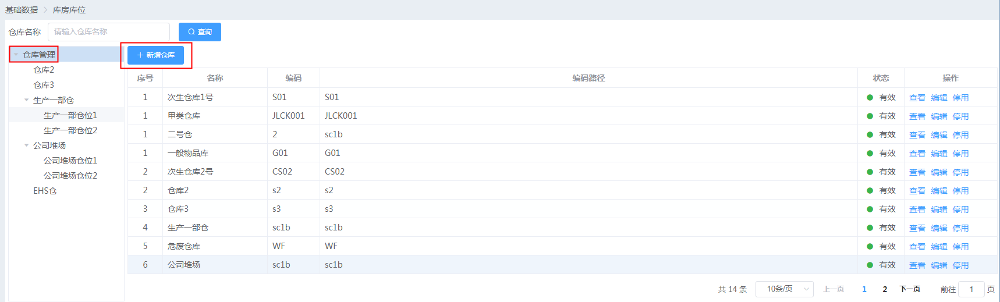 基础数据 > 库房库位
仓库名称 请输入仓库名称 查询
仓库管理
仓库2
仓库3
生产一部仓
生产一部仓位1
生产一部仓位2
公司堆场
公司堆场仓位1
公司堆场仓位2
EHS仓
+ 新增仓库
序号 名称 编码 编码路径 状态 操作
1 次生仓库1号 S01 S01 有效 查看 编辑 停用
1 甲类仓库 JLCK001 JLCK001 有效 查看 编辑 停用
1 二号仓 2 sc1b 有效 查看 编辑 停用
1 一般物品库 G01 G01 有效 查看 编辑 停用
2 次生仓库2号 CS02 CS02 有效 查看 编辑 停用
2 仓库2 s2 s2 有效 查看 编辑 停用
3 仓库3 s3 s3 有效 查看 编辑 停用
4 生产一部仓 sc1b sc1b 有效 查看 编辑 停用
5 危废仓库 WF WF 有效 查看 编辑 停用
6 公司堆场 sc1b sc1b 有效 查看 编辑 停用
共 14 条 10条/页 上一页 1 2 下一页 前往 1 页